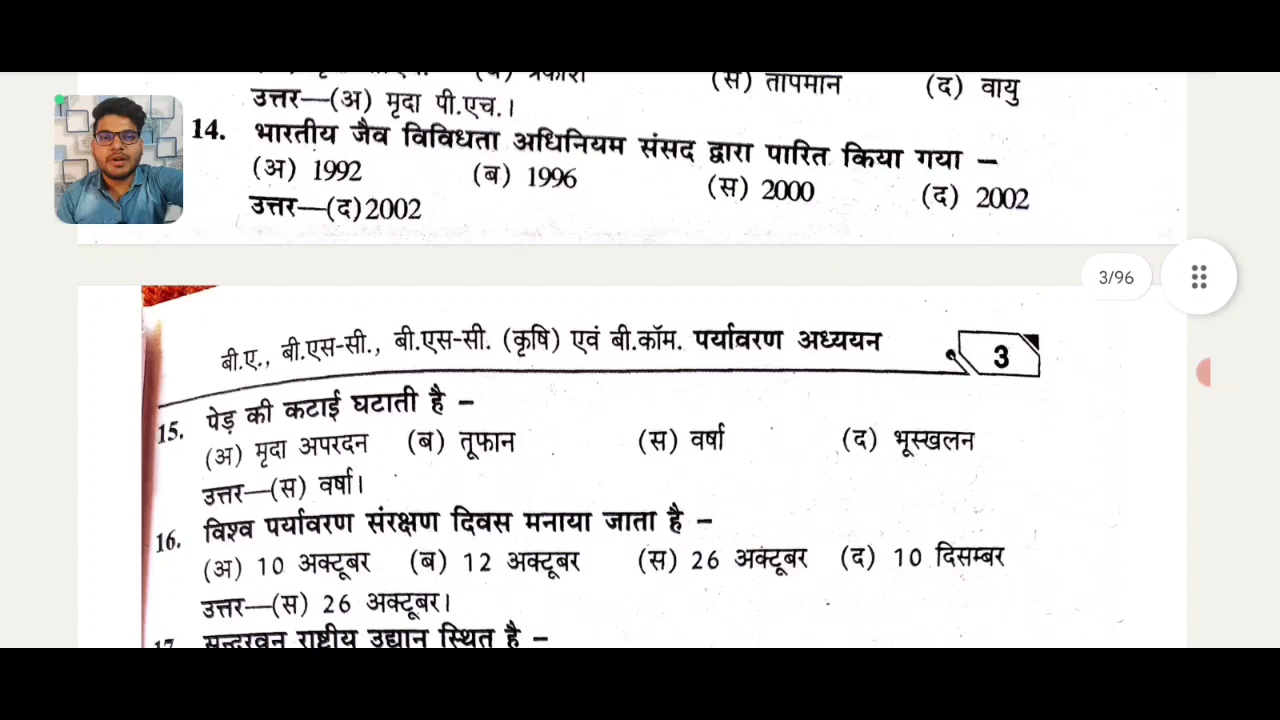 (स) तापमान (द) वायु
उत्तर—(अ) मृदा पी.एच.।
14. भारतीय जैव विविधता अधिनियम संसद द्वारा पारित किया गया –
(अ) 1992 (ब) 1996 (स) 2000 (द) 2002
उत्तर—(द)2002
3/96
बी.ए., बी.एस-सी., बी.एस-सी. (कृषि) एवं बी.कॉम. पर्यावरण अध्ययन 3
15. पेड़ की कटाई घटाती है –
(अ) मृदा अपरदन (ब) तूफान (स) वर्षा (द) भूस्खलन
उत्तर—(स) वर्षा।
16. विश्व पर्यावरण संरक्षण दिवस मनाया जाता है –
(अ) 10 अक्टूबर (ब) 12 अक्टूबर (स) 26 अक्टूबर (द) 10 दिसम्बर
उत्तर—(स) 26 अक्टूबर।
17. सुन्दरवन राष्ट्रीय उद्यान स्थित है –